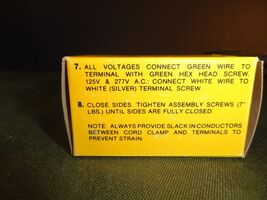 7. ALL VOLTAGES CONNECT GREEN WIRE TO
TERMINAL WITH GREEN HEX HEAD SCREW.
125V & 277V A.C.: CONNECT WHITE WIRE TO
WHITE (SILVER) TERMINAL SCREW.
8. CLOSE SIDES. TIGHTEN ASSEMBLY SCREWS (7"
LBS.) UNTIL SIDES ARE FULLY CLOSED.
NOTE: ALWAYS PROVIDE SLACK IN CONDUCTORS
BETWEEN CORD CLAMP AND TERMINALS TO
PREVENT STRAIN.